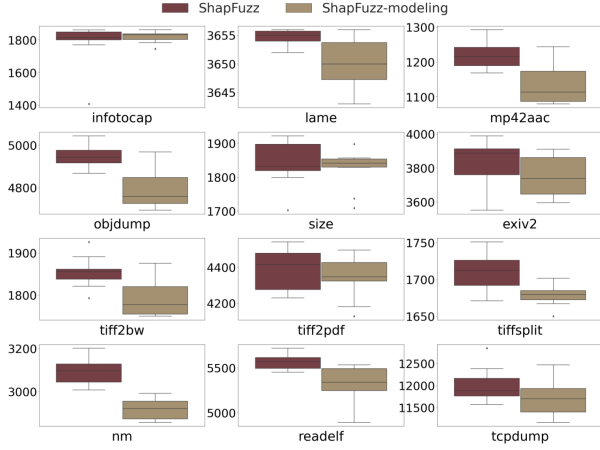 ShapFuzz ShapFuzz-modeling
1800
1600
1400
infotocap
3655
3650
3645
lame
1300
1200
1100
mp42aac
5000
4800
objdump
1900
1800
1700
size
4000
3800
3600
exiv2
1900
1800
tiff2bw
4400
4200
tiff2pdf
1750
1700
1650
tiffsplit
3200
3000
nm
5500
5000
readelf
12500
12000
11500
tcpdump